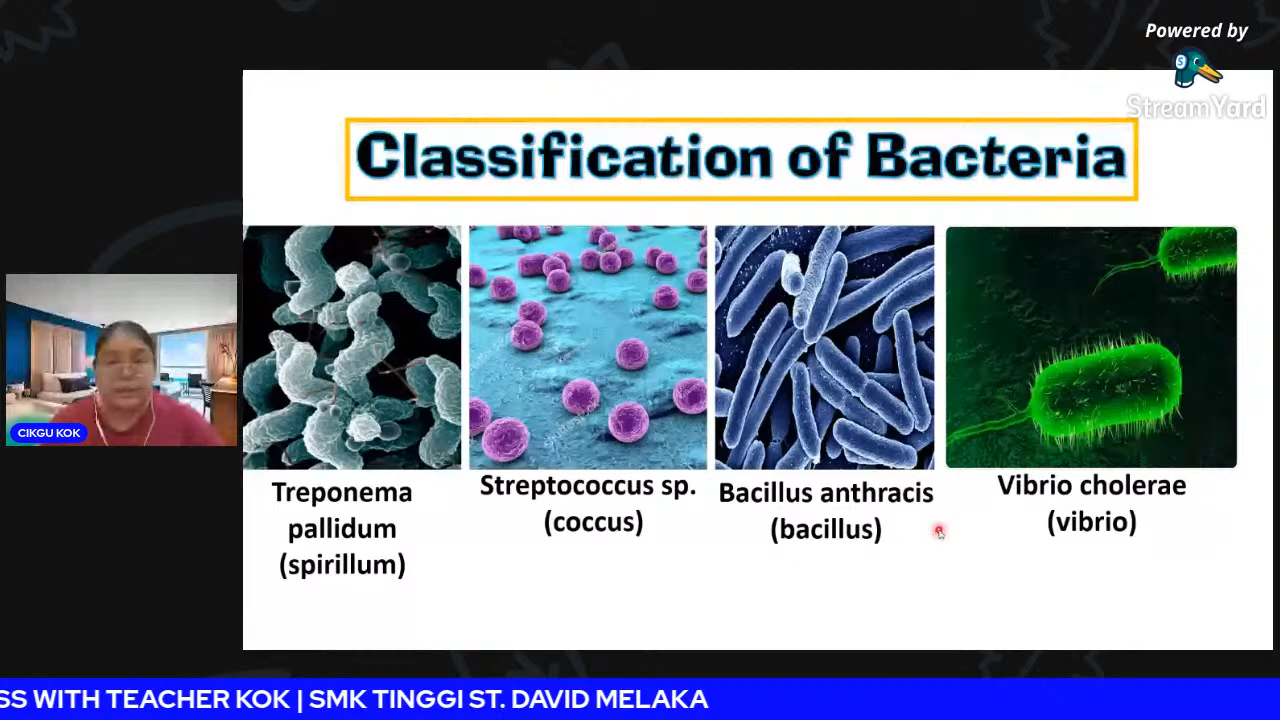 Powered by
StreamYard
Classification of Bacteria
Treponema
pallidum
(spirillum)
Streptococcus sp.
(coccus)
Bacillus anthracis
(bacillus)
Vibrio cholerae
(vibrio)
CIKGU KOK
SS WITH TEACHER KOK | SMK TINGGI ST. DAVID MELAKA